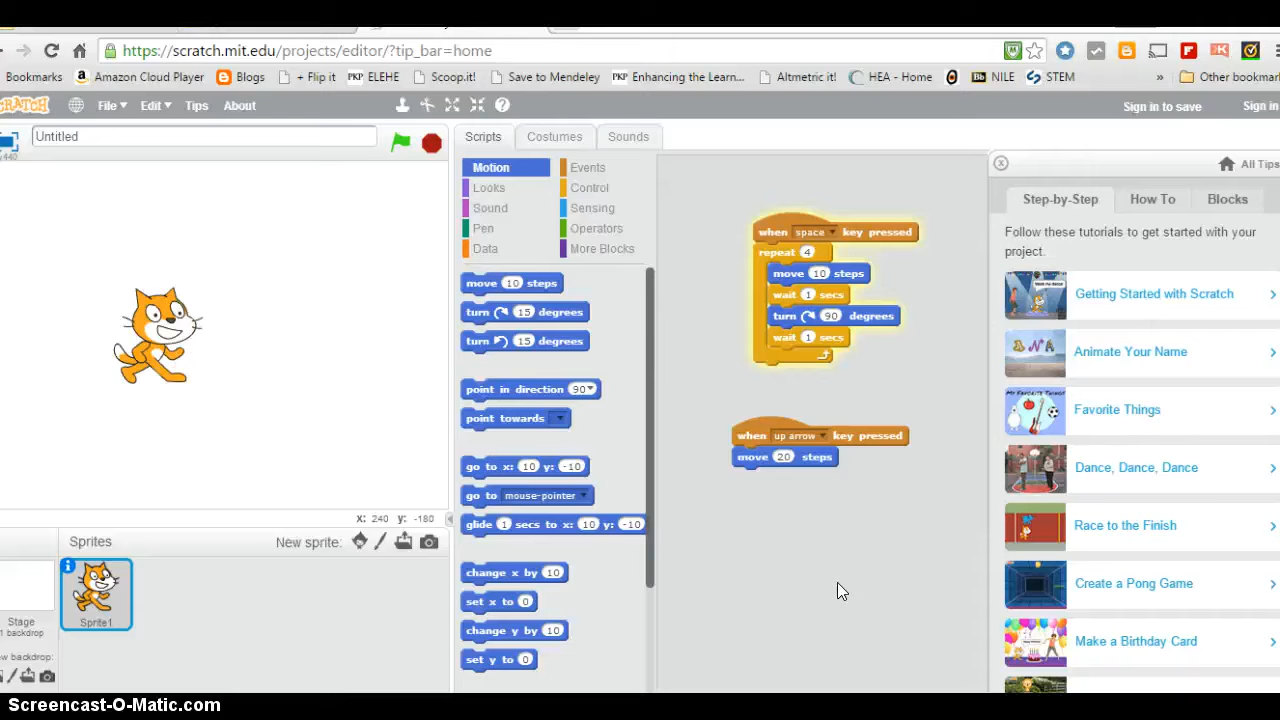 https://scratch.mit.edu/projects/editor/?tip_bar=home
Bookmarks Amazon Cloud Player Blogs + Flip it PKP ELEHE Scoop.it! Save to Mendeley PKP Enhancing the Learn... Altmetric it! HEA - Home Bb NILE STEM » Other bookmar
SCRATCH File Edit Tips About Sign in to save Sign in
Untitled
Scripts Costumes Sounds
Motion Events
Looks Control
Sound Sensing
Pen Operators
Data More Blocks
move 10 steps
turn 15 degrees
turn 15 degrees
point in direction 90
point towards
go to x: 10 y: -10
go to mouse-pointer
glide 1 secs to x: 10 y: -10
change x by 10
set x to 0
change y by 10
set y to 0
when space key pressed
repeat 4
move 10 steps
wait 1 secs
turn 90 degrees
wait 1 secs
when up arrow key pressed
move 20 steps
All Tips
Step-by-Step How To Blocks
Follow these tutorials to get started with your
project.
Getting Started with Scratch
Animate Your Name
Favorite Things
Dance, Dance, Dance
Race to the Finish
Create a Pong Game
Make a Birthday Card
x: 240 y: -180
Sprites New sprite:
Sprite1
Stage
1 backdrop
w backdrop:
Screencast-O-Matic.com